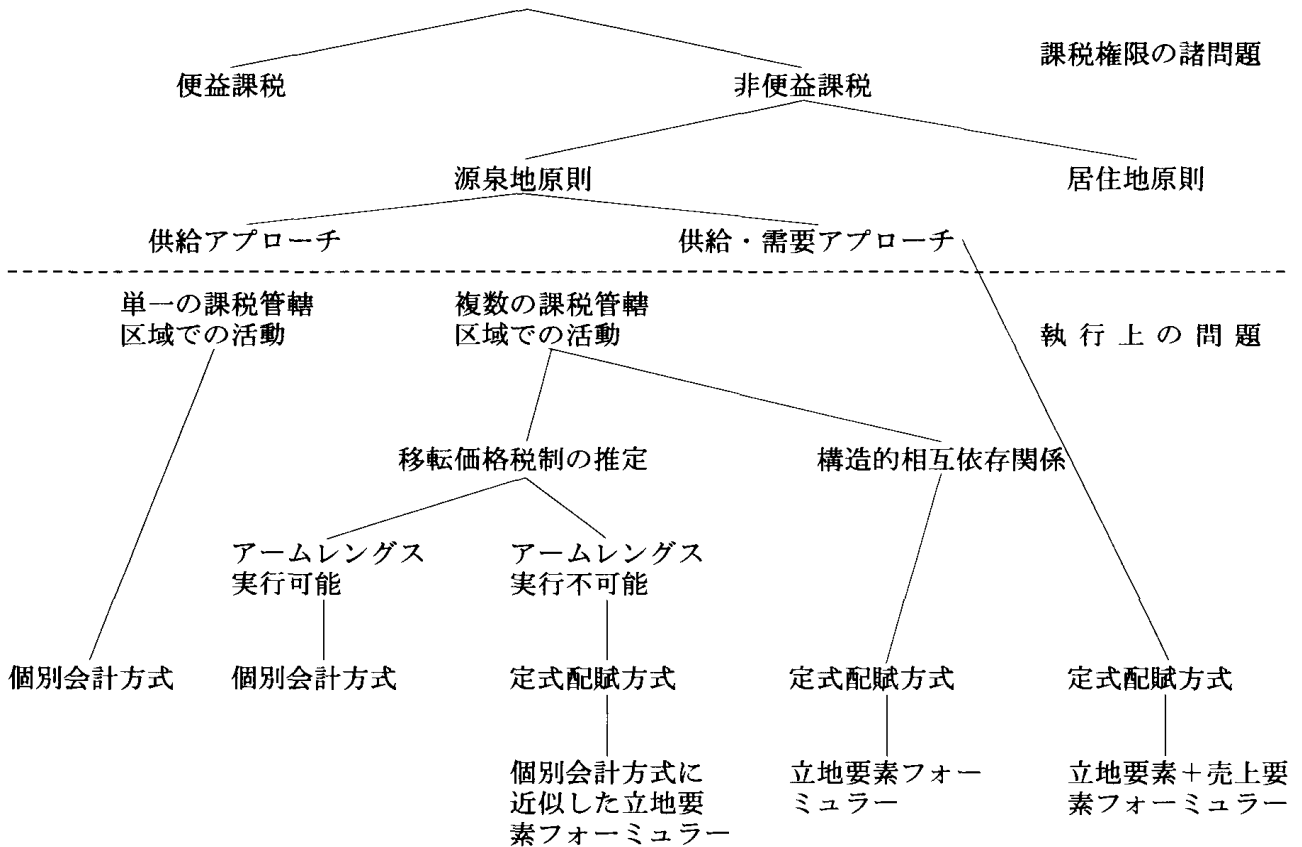 課税権限の諸問題
便益課税
非便益課税
源泉地原則
居住地原則
供給アプローチ
供給・需要アプローチ
単一の課税管轄
区域での活動
複数の課税管轄
区域での活動
執行上の問題
移転価格税制の推定
構造的相互依存関係
アームレングス
実行可能
アームレングス
実行不可能
個別会計方式
個別会計方式
定式配賦方式
定式配賦方式
定式配賦方式
個別会計方式に
近似した立地要
素フォーミュラー
立地要素フォー
ミュラー
立地要素+売上要
素フォーミュラー